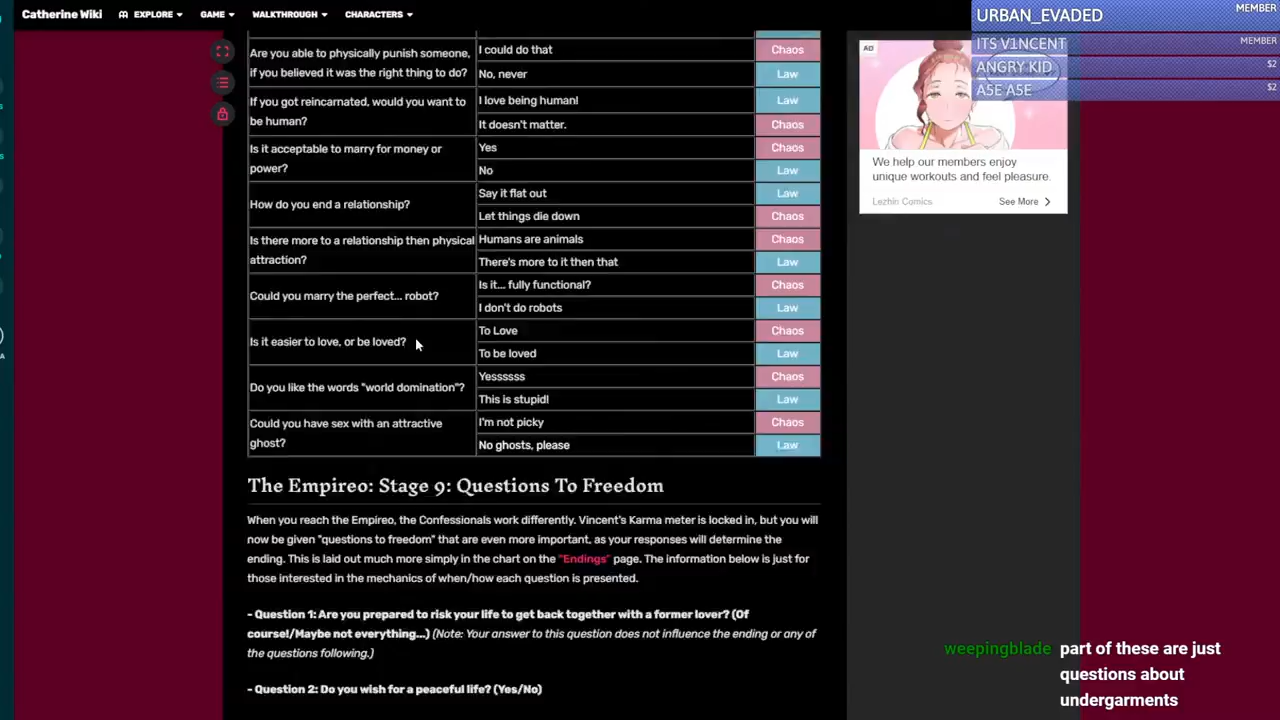 Catherine Wiki
EXPLORE
GAME
WALKTHROUGH
CHARACTERS
URBAN_EVADED
MEMBER
ITS V1NCENT
MEMBER
ANGRY KID
$2
A5E A5E
$2
Are you able to physically punish someone,
if you believed it was the right thing to do?
I could do that
Chaos
No, never
Law
If you got reincarnated, would you want to
be human?
I love being human!
Law
It doesn't matter.
Chaos
Is it acceptable to marry for money or
power?
Yes
Chaos
No
Law
How do you end a relationship?
Say it flat out
Law
Let things die down
Chaos
Is there more to a relationship then physical
attraction?
Humans are animals
Chaos
There's more to it then that
Law
Could you marry the perfect... robot?
Is it... fully functional?
Chaos
I don't do robots
Law
Is it easier to love, or be loved?
To Love
Chaos
To be loved
Law
Do you like the words "world domination"?
Yessssss
Chaos
This is stupid!
Law
Could you have sex with an attractive
ghost?
I'm not picky
Chaos
No ghosts, please
Law
AD
We help our members enjoy
unique workouts and feel pleasure.
Lezhin Comics
See More
The Empireo: Stage 9: Questions To Freedom
When you reach the Empireo, the Confessionals work differently. Vincent's Karma meter is locked in, but you will
now be given "questions to freedom" that are even more important, as your responses will determine the
ending. This is laid out much more simply in the chart on the "Endings" page. The information below is just for
those interested in the mechanics of when/how each question is presented.
- Question 1: Are you prepared to risk your life to get back together with a former lover? (Of
course!/Maybe not everything...) (Note: Your answer to this question does not influence the ending or any of
the questions following.)
- Question 2: Do you wish for a peaceful life? (Yes/No)
weepingblade part of these are just
questions about
undergarments